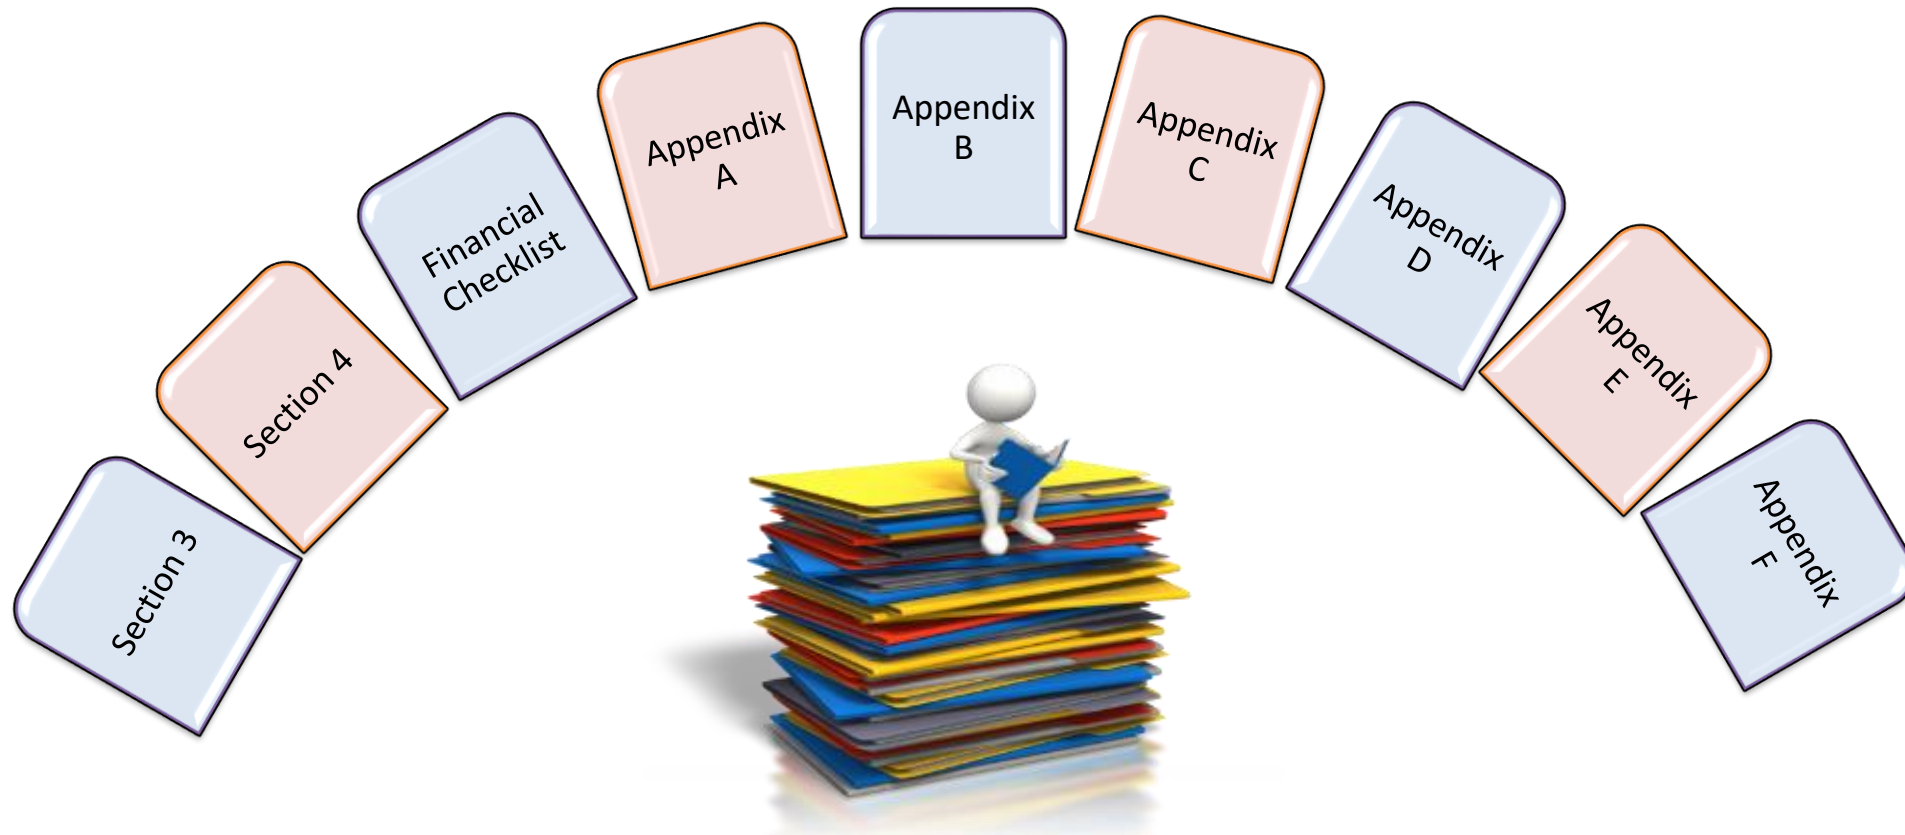 Section 3
Section 4
Financial
Checklist
Appendix
A
Appendix
B
Appendix
C
Appendix
D
Appendix
E
Appendix
F